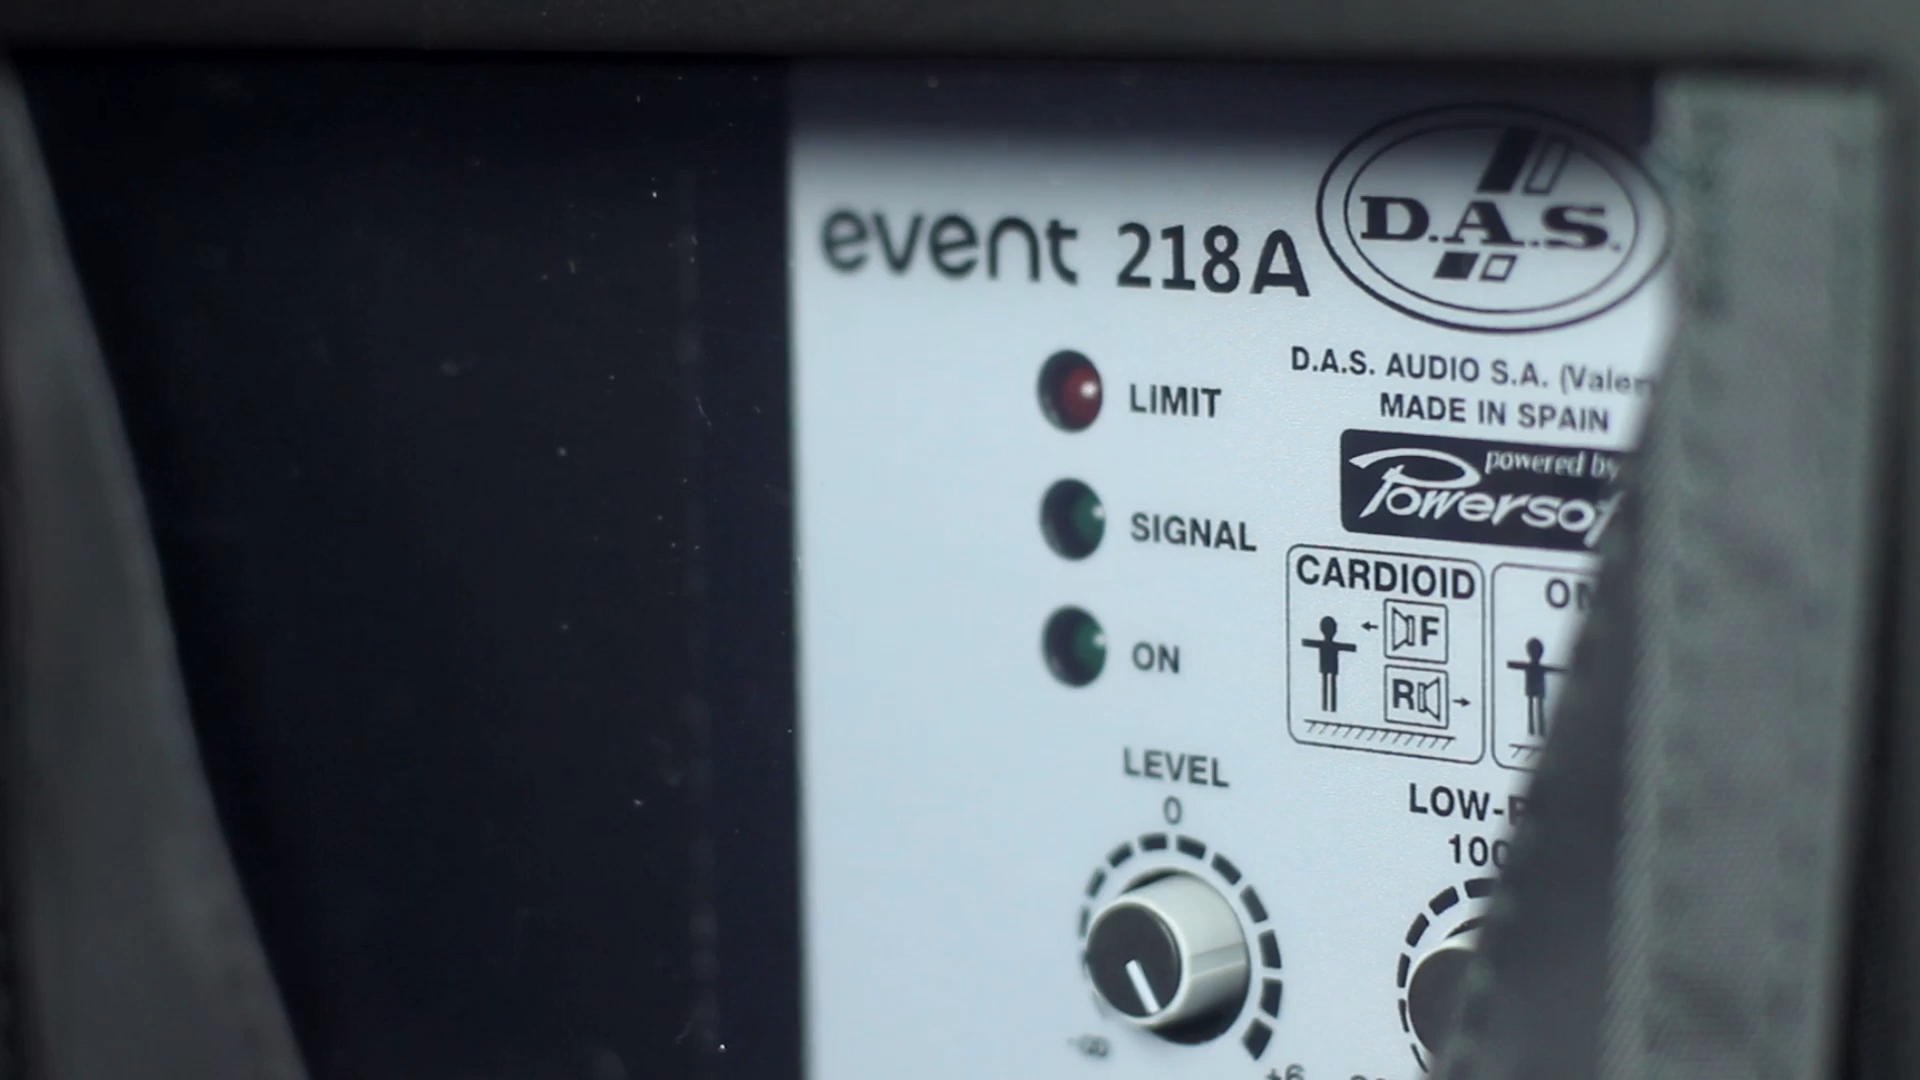 event 218A
D.A.S.
D.A.S. AUDIO S.A.
MADE IN SPAIN
powered by
LIMIT
SIGNAL
ON
CARDIOID
F
R
LEVEL
0
-∞
+6